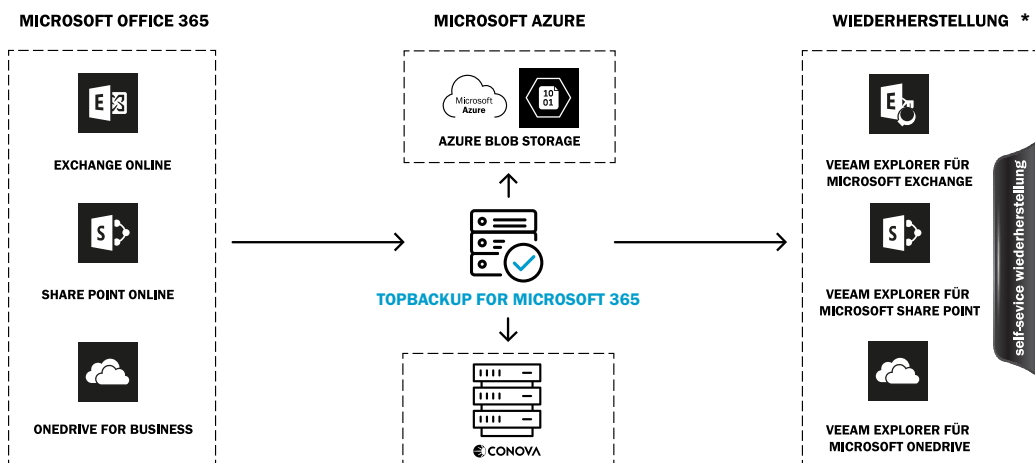 MICROSOFT OFFICE 365
EXCHANGE ONLINE
SHARE POINT ONLINE
ONEDRIVE FOR BUSINESS
MICROSOFT AZURE
Microsoft
Azure
10
01
AZURE BLOB STORAGE
TOPBACKUP FOR MICROSOFT 365
CONOVA
WIEDERHERSTELLUNG *
E
VEEAM EXPLORER FÜR
MICROSOFT EXCHANGE
S
VEEAM EXPLORER FÜR
MICROSOFT SHARE POINT
VEEAM EXPLORER FÜR
MICROSOFT ONEDRIVE
self-sevice wiederherstellung